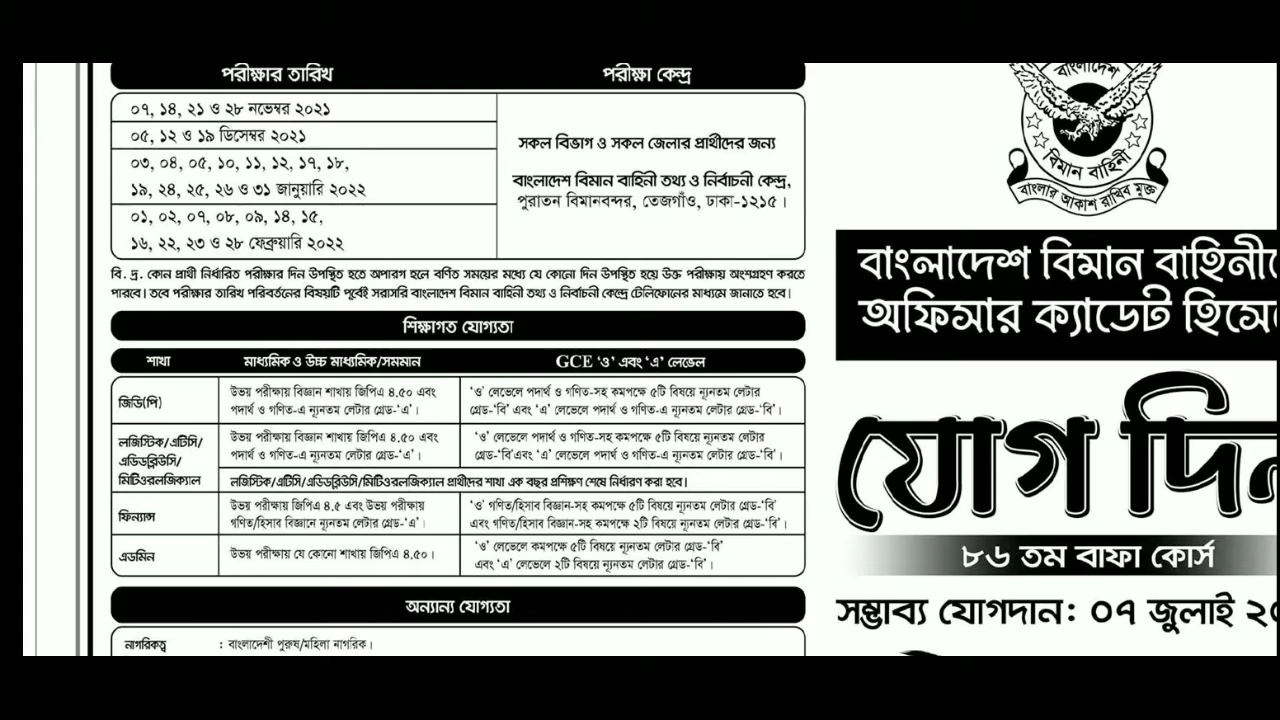 পরীক্ষার তারিখ
পরীক্ষা কেন্দ্র
০৭, ১৪, ২১ ও ২৮ নভেম্বর ২০২১
০৫, ১২ ও ১৯ ডিসেম্বর ২০২১
০৩, ০৪, ০৫, ১০, ১১, ১২, ১৭, ১৮,
১৯, ২৪, ২৫, ২৬ ও ৩১ জানুয়ারি ২০২২
০১, ০২, ০৭, ০৮, ০৯, ১৪, ১৫,
১৬, ২২, ২৩ ও ২৮ ফেব্রুয়ারি ২০২২
সকল বিভাগ ও সকল জেলার প্রার্থীদের জন্য
বাংলাদেশ বিমান বাহিনী তথ্য ও নির্বাচনী কেন্দ্র,
পুরাতন বিমানবন্দর, তেজগাঁও, ঢাকা-১২১৫।
বি. দ্র. কোন প্রার্থী নির্ধারিত পরীক্ষার দিন উপস্থিত হতে অপারগ হলে বর্ণিত সময়ের মধ্যে যে কোনো দিন উপস্থিত হয়ে উক্ত পরীক্ষায় অংশগ্রহণ করতে
পারবে। তবে পরীক্ষার তারিখ পরিবর্তনের বিষয়টি পূর্বেই সরাসরি বাংলাদেশ বিমান বাহিনী তথ্য ও নির্বাচনী কেন্দ্রে টেলিফোনের মাধ্যমে জানাতে হবে।
শিক্ষাগত যোগ্যতা
শাখা
মাধ্যমিক ও উচ্চ মাধ্যমিক/সমমান
GCE ‘ও’ এবং ‘এ’ লেভেল
জিডি(পি)
উভয় পরীক্ষায় বিজ্ঞান শাখায় জিপিএ ৪.৫০ এবং
পদার্থ ও গণিত-এ ন্যূনতম লেটার গ্রেড-‘এ’।
‘ও’ লেভেলে পদার্থ ও গণিত-সহ কমপক্ষে ৫টি বিষয়ে ন্যূনতম লেটার
গ্রেড-‘বি’ এবং ‘এ’ লেভেলে পদার্থ ও গণিত-এ ন্যূনতম লেটার গ্রেড-‘বি’।
লজিস্টিক/এটিসি/
এডিডব্লিউসি/
মিটিওরলজিক্যাল
উভয় পরীক্ষায় বিজ্ঞান শাখায় জিপিএ ৪.৫০ এবং
পদার্থ ও গণিত-এ ন্যূনতম লেটার গ্রেড-‘এ’।
‘ও’ লেভেলে পদার্থ ও গণিত-সহ কমপক্ষে ৫টি বিষয়ে ন্যূনতম লেটার
গ্রেড-‘বি’এবং ‘এ’ লেভেলে পদার্থ ও গণিত-এ ন্যূনতম লেটার গ্রেড-‘বি’।
লজিস্টিক/এটিসি/এডিডব্লিউসি/মিটিওরলজিক্যাল প্রার্থীদের শাখা এক বছর প্রশিক্ষণ শেষে নির্ধারণ করা হবে।
ফিন্যান্স
উভয় পরীক্ষায় জিপিএ ৪.৫ এবং উভয় পরীক্ষায়
গণিত/হিসাব বিজ্ঞানে ন্যূনতম লেটার গ্রেড-‘এ’।
‘ও’ গণিত/হিসাব বিজ্ঞান-সহ কমপক্ষে ৫টি বিষয়ে ন্যূনতম লেটার গ্রেড-‘বি’
এবং গণিত/হিসাব বিজ্ঞান-সহ কমপক্ষে ২টি বিষয়ে ন্যূনতম লেটার গ্রেড-‘বি’।
এডমিন
উভয় পরীক্ষায় যে কোনো শাখায় জিপিএ ৪.৫০।
‘ও’ লেভেলে কমপক্ষে ৫টি বিষয়ে ন্যূনতম লেটার গ্রেড-‘বি’
এবং ‘এ’ লেভেলে ২টি বিষয়ে ন্যূনতম লেটার গ্রেড-‘বি’।
অন্যান্য যোগ্যতা
নাগরিকত্ব : বাংলাদেশী পুরুষ/মহিলা নাগরিক।
বাংলাদেশ
বিমান বাহিনী
বাংলার আকাশ রাখিব মুক্ত
বাংলাদেশ বিমান বাহিনীতে
অফিসার ক্যাডেট হিসেবে
যোগ দিন
৮৬ তম বাফা কোর্স
সম্ভাব্য যোগদান: ০৭ জুলাই